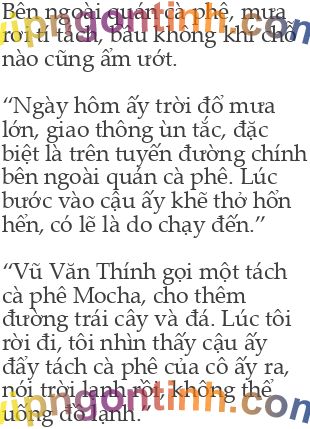 Bên ngoài quán cà phê, mưa
rơi tí tách, bầu không khí chỗ
nào cũng ẩm ướt.
“Ngày hôm ấy trời đổ mưa
lớn, giao thông ùn tắc, đặc
biệt là trên tuyến đường chính
bên ngoài quán cà phê. Lúc
bước vào cậu ấy khẽ thở hổn
hển, có lẽ là do chạy đến.”
“Vũ Văn Thính gọi một tách
cà phê Mocha, cho thêm
đường trái cây và đá. Lúc tôi
rời đi, tôi nhìn thấy cậu ấy
đẩy tách cà phê của cô ấy ra,
nói trời lạnh rồi, không thể
uống đồ lạnh.”